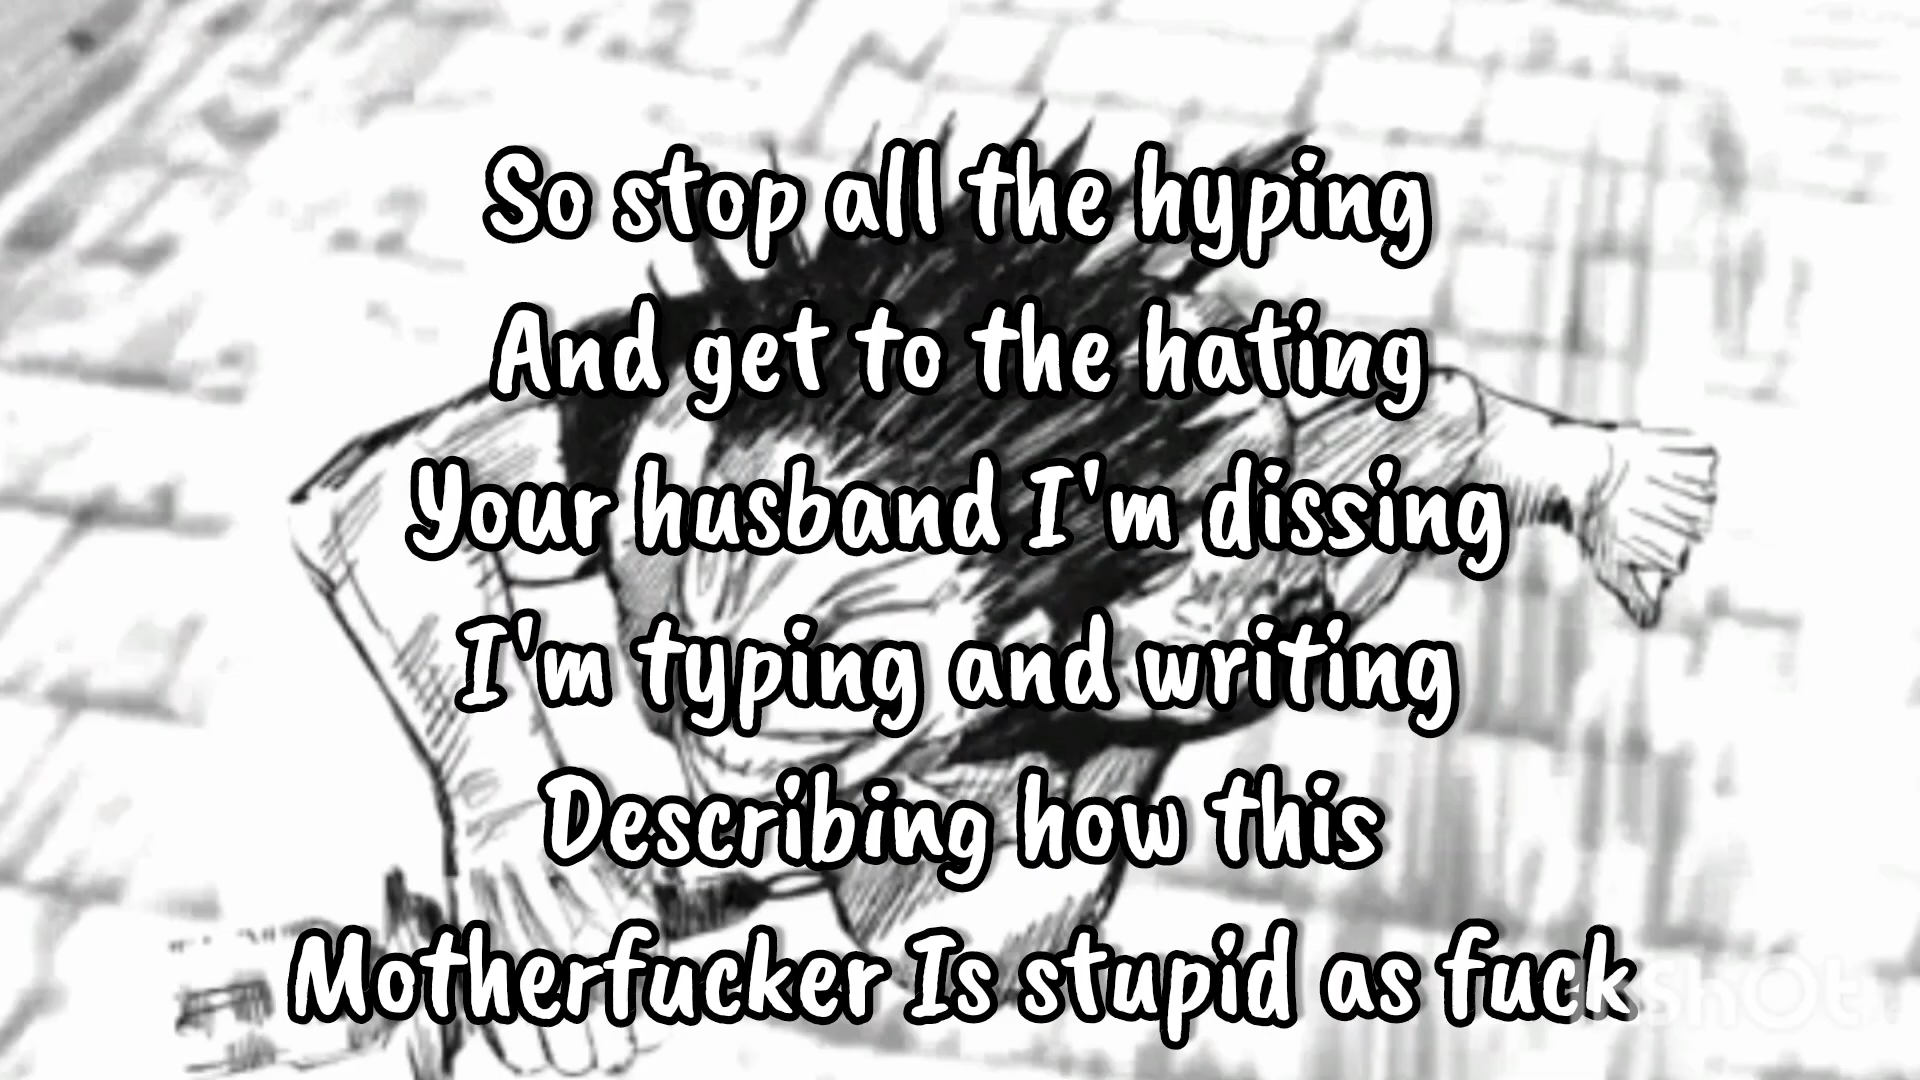 So stop all the hyping
And get to the hating
Your husband I'm dissing
I'm typing and writing
Describing how this
Motherfucker Is stupid as fuck